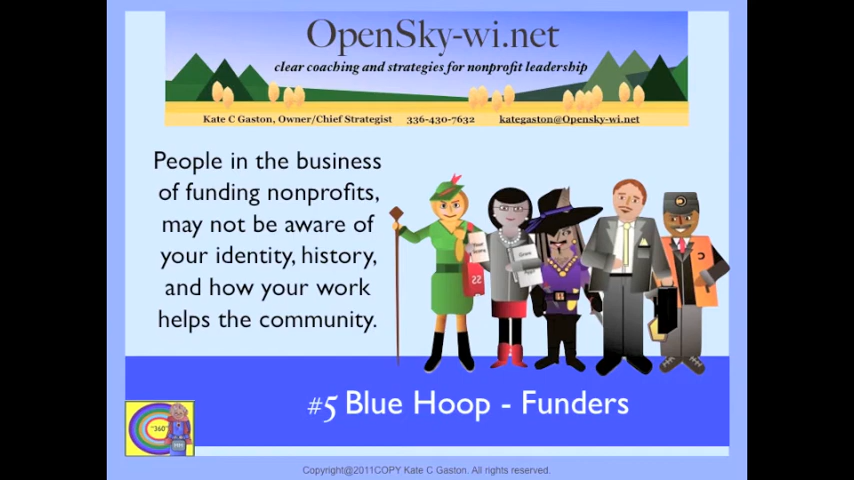 OpenSky-wi.net
clear coaching and strategies for nonprofit leadership
Kate C Gaston, Owner/Chief Strategist 336-430-7632 kategaston@Opensky-wi.net
People in the business
of funding nonprofits,
may not be aware of
your identity, history,
and how your work
helps the community.
22
#5 Blue Hoop - Funders
"360"
Copyright@2011COPY Kate C Gaston. All rights reserved.